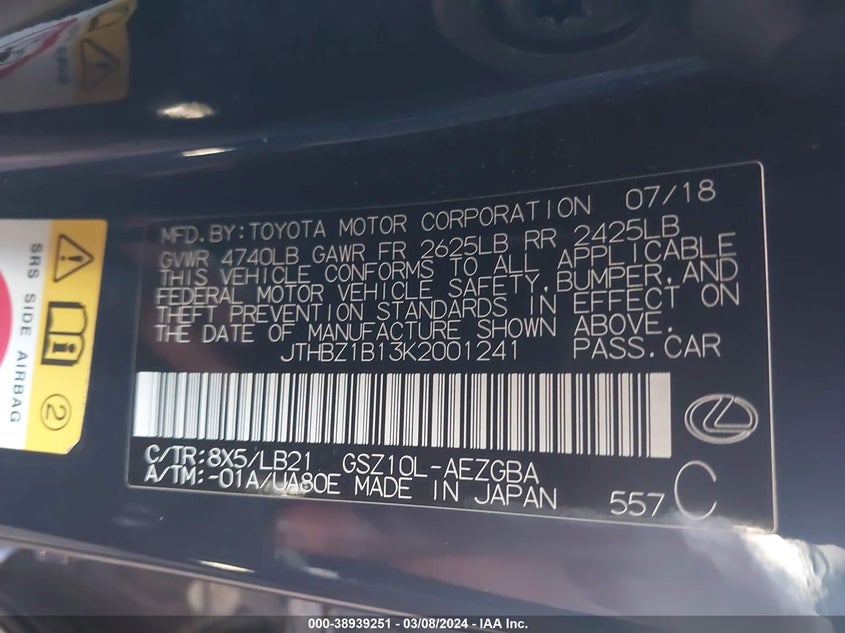 SRS SIDE AIRBAG
2
MFD.BY:TOYOTA MOTOR CORPORATION 07/18
GVWR 4740LB GAWR FR 2625LB RR 2425LB
THIS VEHICLE CONFORMS TO ALL APPLICABLE
FEDERAL MOTOR VEHICLE SAFETY,BUMPER,AND
THEFT PREVENTION STANDARDS IN EFFECT ON
THE DATE OF MANUFACTURE SHOWN ABOVE.
JTHBZ1B13K2001241 PASS.CAR
C/TR:8X5/LB21 GSZ10L-AEZGBA
A/TM:-01A/UA80E MADE IN JAPAN 557 C
000-38939251 - 03/08/2024 - IAA Inc.